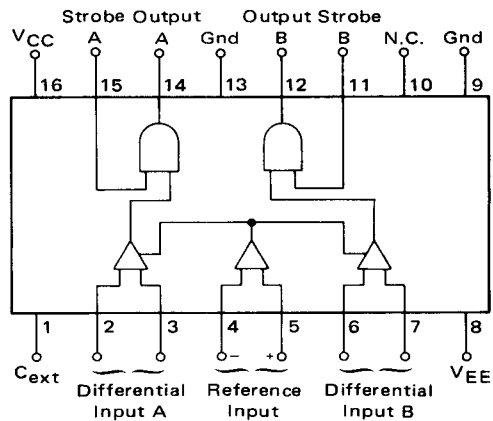 Strobe Output Output Strobe
VCC A A Gnd B B N.C. Gnd
16 15 14 13 12 11 10 9
1 2 3 4 5 6 7 8
− +
Cext Differential Input A Reference Input Differential Input B VEE